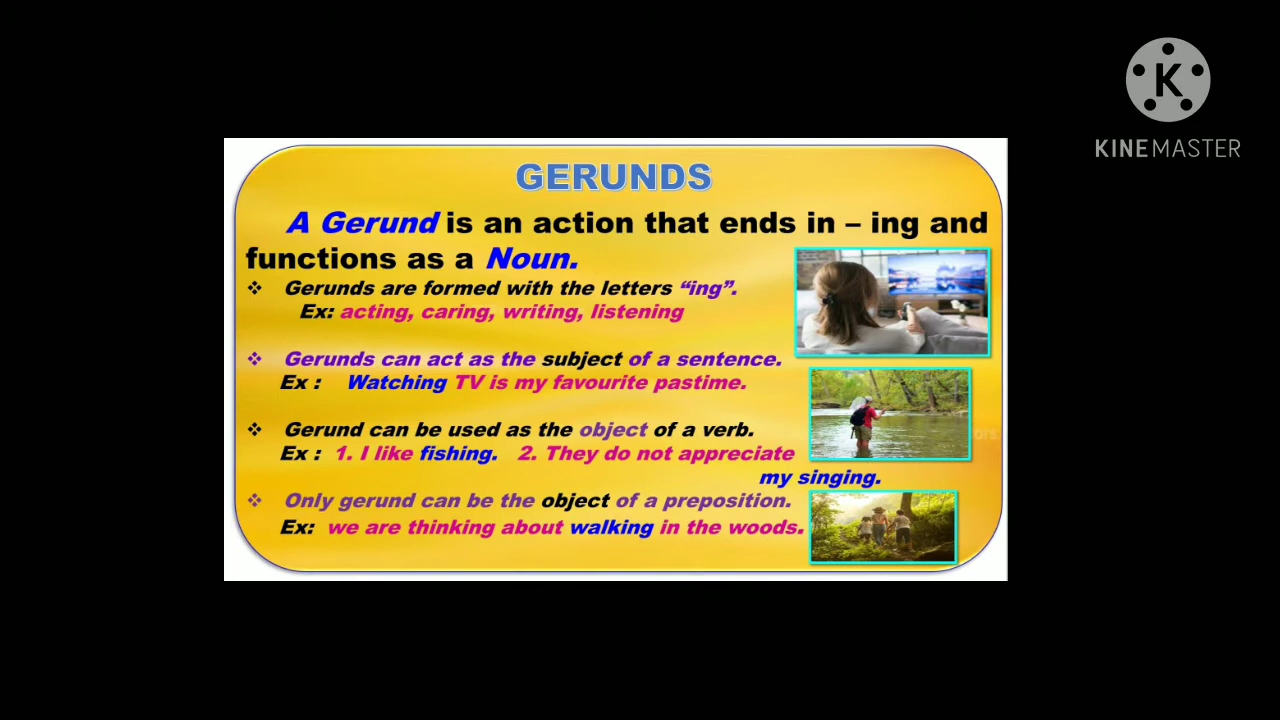 K
KINEMASTER
GERUNDS
A Gerund is an action that ends in – ing and
functions as a Noun.
❖ Gerunds are formed with the letters “ing”.
Ex: acting, caring, writing, listening
❖ Gerunds can act as the subject of a sentence.
Ex : Watching TV is my favourite pastime.
❖ Gerund can be used as the object of a verb.
Ex : 1. I like fishing. 2. They do not appreciate
my singing.
❖ Only gerund can be the object of a preposition.
Ex: we are thinking about walking in the woods.